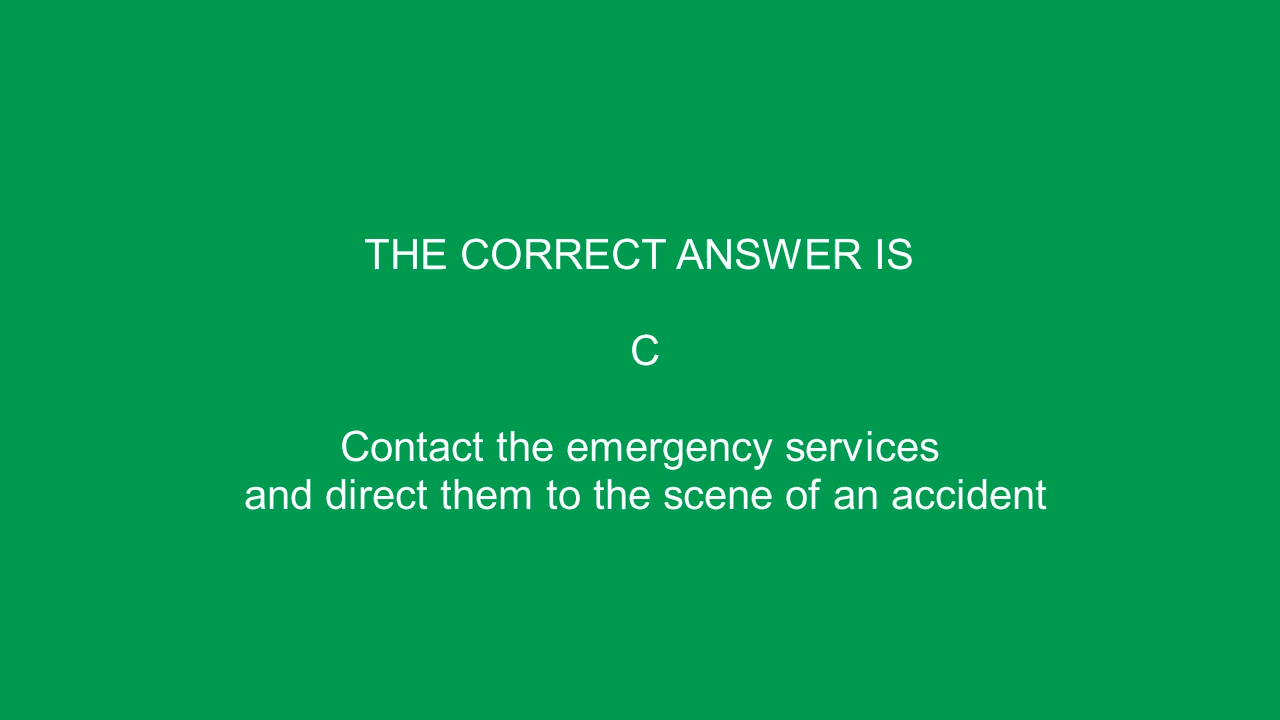 THE CORRECT ANSWER IS
C
Contact the emergency services
and direct them to the scene of an accident